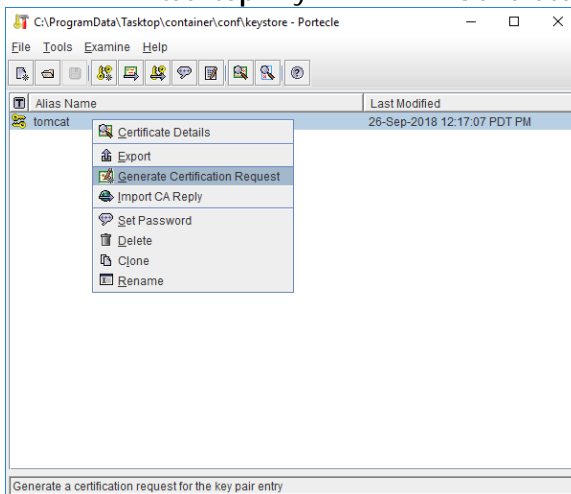 C:\ProgramData\Tasktop\container\conf\keystore - Portecle
File Tools Examine Help
T Alias Name Last Modified
tomcat 26-Sep-2018 12:17:07 PDT PM
Certificate Details
Export
Generate Certification Request
Import CA Reply
Set Password
Delete
Clone
Rename
Generate a certification request for the key pair entry